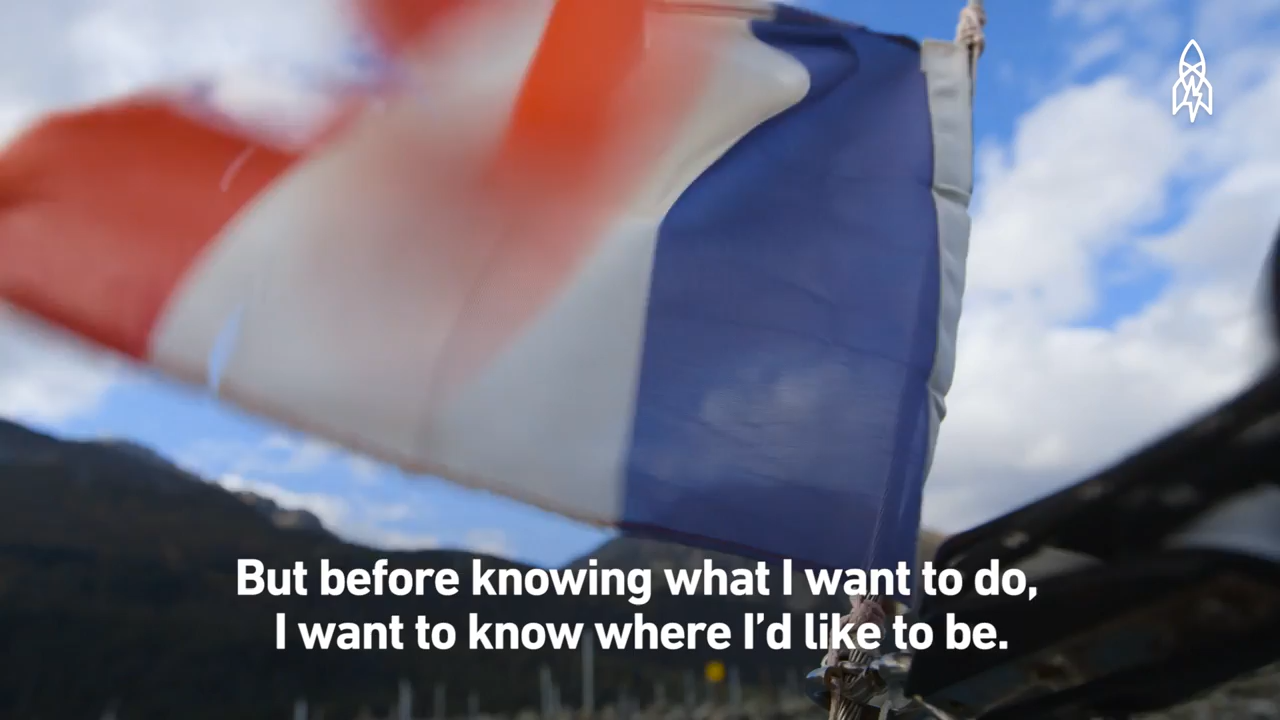 But before knowing what I want to do,
I want to know where I’d like to be.